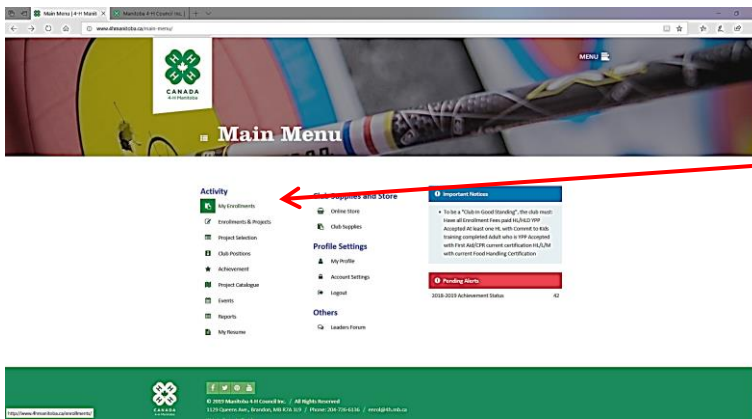 Main Menu | 4-H Manit
Manitoba 4-H Council Inc. |
www.4hmanitoba.ca/main-menu/
CANADA
4-H Manitoba
MENU
Main Menu
Activity
My Enrollments
Enrollments & Projects
Project Selection
Club Positions
Achievement
Project Catalogue
Events
Reports
My Resume
Club Supplies and Store
Online Store
Club Supplies
Profile Settings
My Profile
Account Settings
Logout
Others
Leaders Forum
Important Notices
To be a "Club in Good Standing", the club must:
Have all Enrollment Fees paid HL/HLD YPP
Accepted At least one HL with Commit to Kids
training completed Adult who is YPP Accepted
with First Aid/CPR current certification HL/L/M
with current Food Handling Certification
Pending Alerts
2018-2019 Achievement Status 42
CANADA
© 2019 Manitoba 4-H Council Inc. / All Rights Reserved
1129 Queens Ave., Brandon, MB R7A 1L9 / Phone: 204-726-6136 / enrol@4h.mb.ca
http://www.4hmanitoba.ca/enrollments/